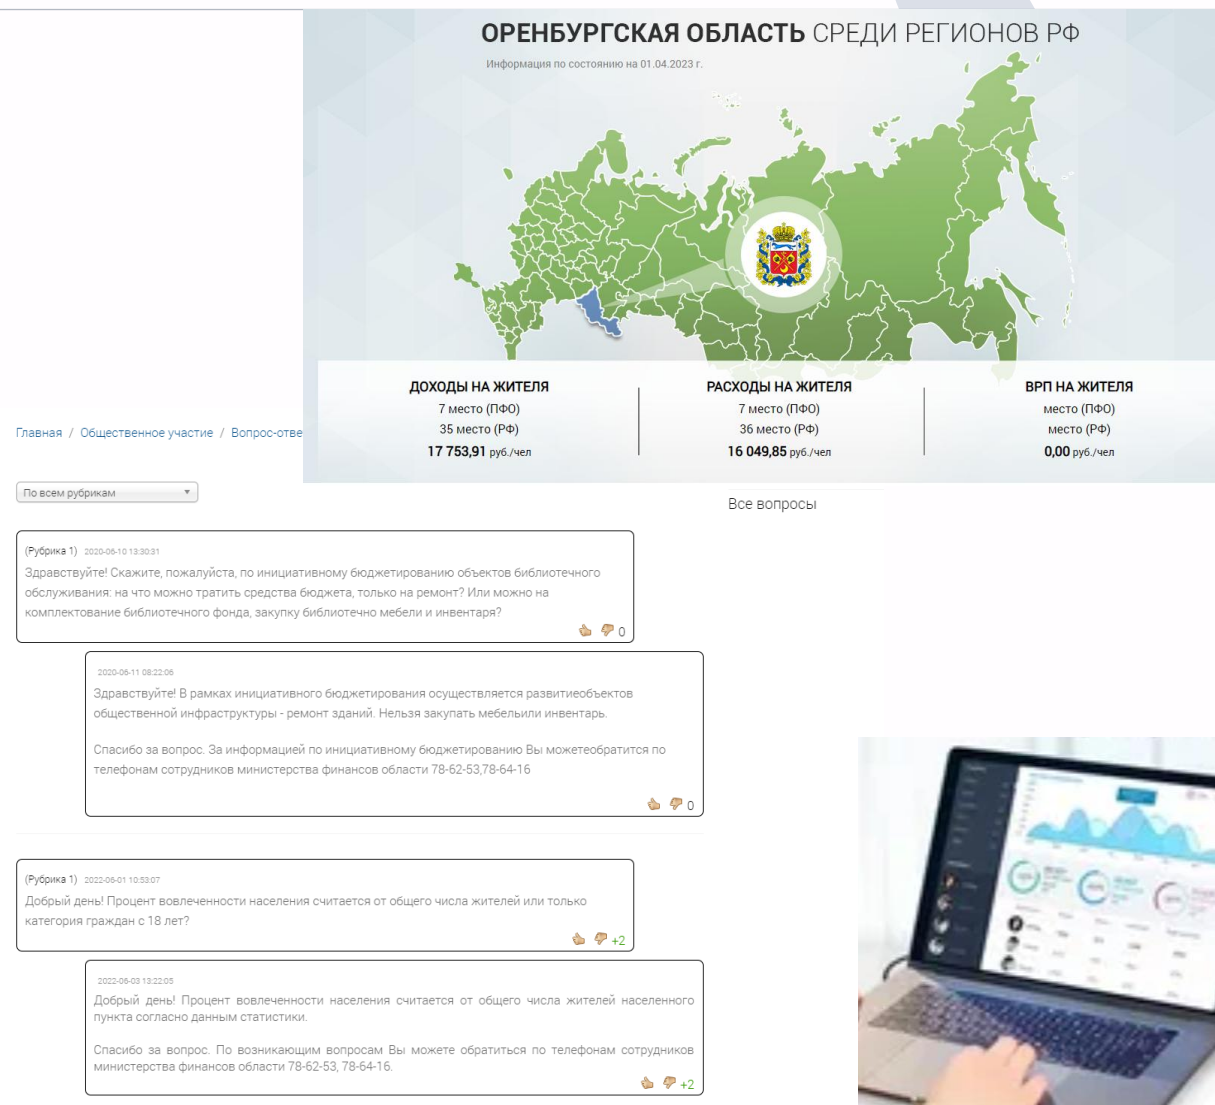 ОРЕНБУРГСКАЯ ОБЛАСТЬ СРЕДИ РЕГИОНОВ РФ
Информация по состоянию на 01.04.2023 г.
ДОХОДЫ НА ЖИТЕЛЯ
7 место (ПФО)
35 место (РФ)
17 753,91 руб./чел
РАСХОДЫ НА ЖИТЕЛЯ
7 место (ПФО)
36 место (РФ)
16 049,85 руб./чел
ВРП НА ЖИТЕЛЯ
место (ПФО)
место (РФ)
0,00 руб./чел
Главная / Общественное участие / Вопрос-отве
По всем рубрикам
Все вопросы
(Рубрика 1) 2020-06-10 13:30:31
Здравствуйте! Скажите, пожалуйста, по инициативному бюджетированию объектов библиотечного
обслуживания: на что можно тратить средства бюджета, только на ремонт? Или можно на
комплектование библиотечного фонда, закупку библиотечно мебели и инвентаря?
0
2020-06-11 08:22:06
Здравствуйте! В рамках инициативного бюджетирования осуществляется развитиеобъектов
общественной инфраструктуры - ремонт зданий. Нельзя закупать мебельили инвентарь.
Спасибо за вопрос. За информацией по инициативному бюджетированию Вы можетеобратится по
телефонам сотрудников министерства финансов области 78-62-53,78-64-16
0
(Рубрика 1) 2022-06-01 10:53:07
Добрый день! Процент вовлеченности населения считается от общего числа жителей или только
категория граждан с 18 лет?
+2
2022-06-03 13:22:05
Добрый день! Процент вовлеченности населения считается от общего числа жителей населенного
пункта согласно данным статистики.
Спасибо за вопрос. По возникающим вопросам Вы можете обратиться по телефонам сотрудников
министерства финансов области 78-62-53, 78-64-16.
+2